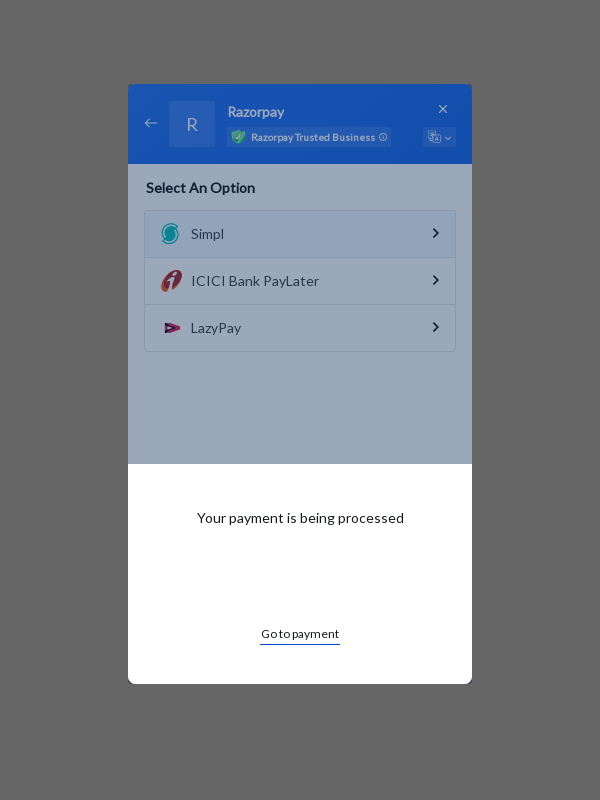 R
Razorpay
Razorpay Trusted Business
Select An Option
Simpl
ICICI Bank PayLater
LazyPay
Your payment is being processed
Go to payment